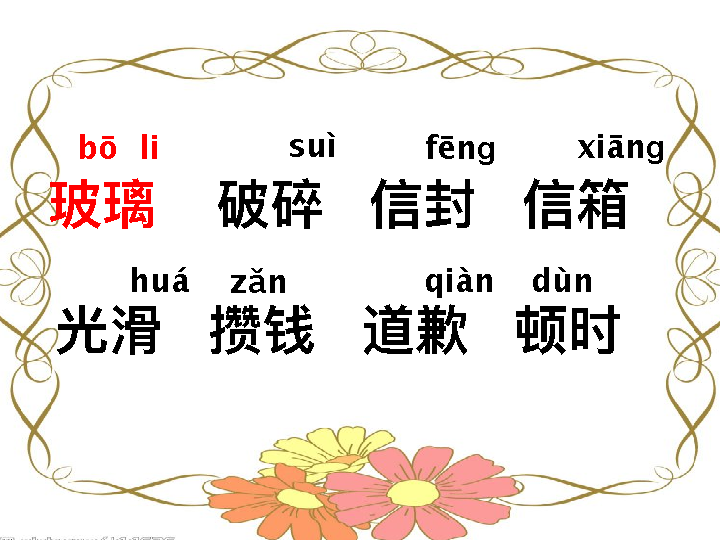 bō li suì fēng xiāng
玻璃 破碎 信封 信箱
huá zǎn qiàn dùn
光滑 攒钱 道歉 顿时